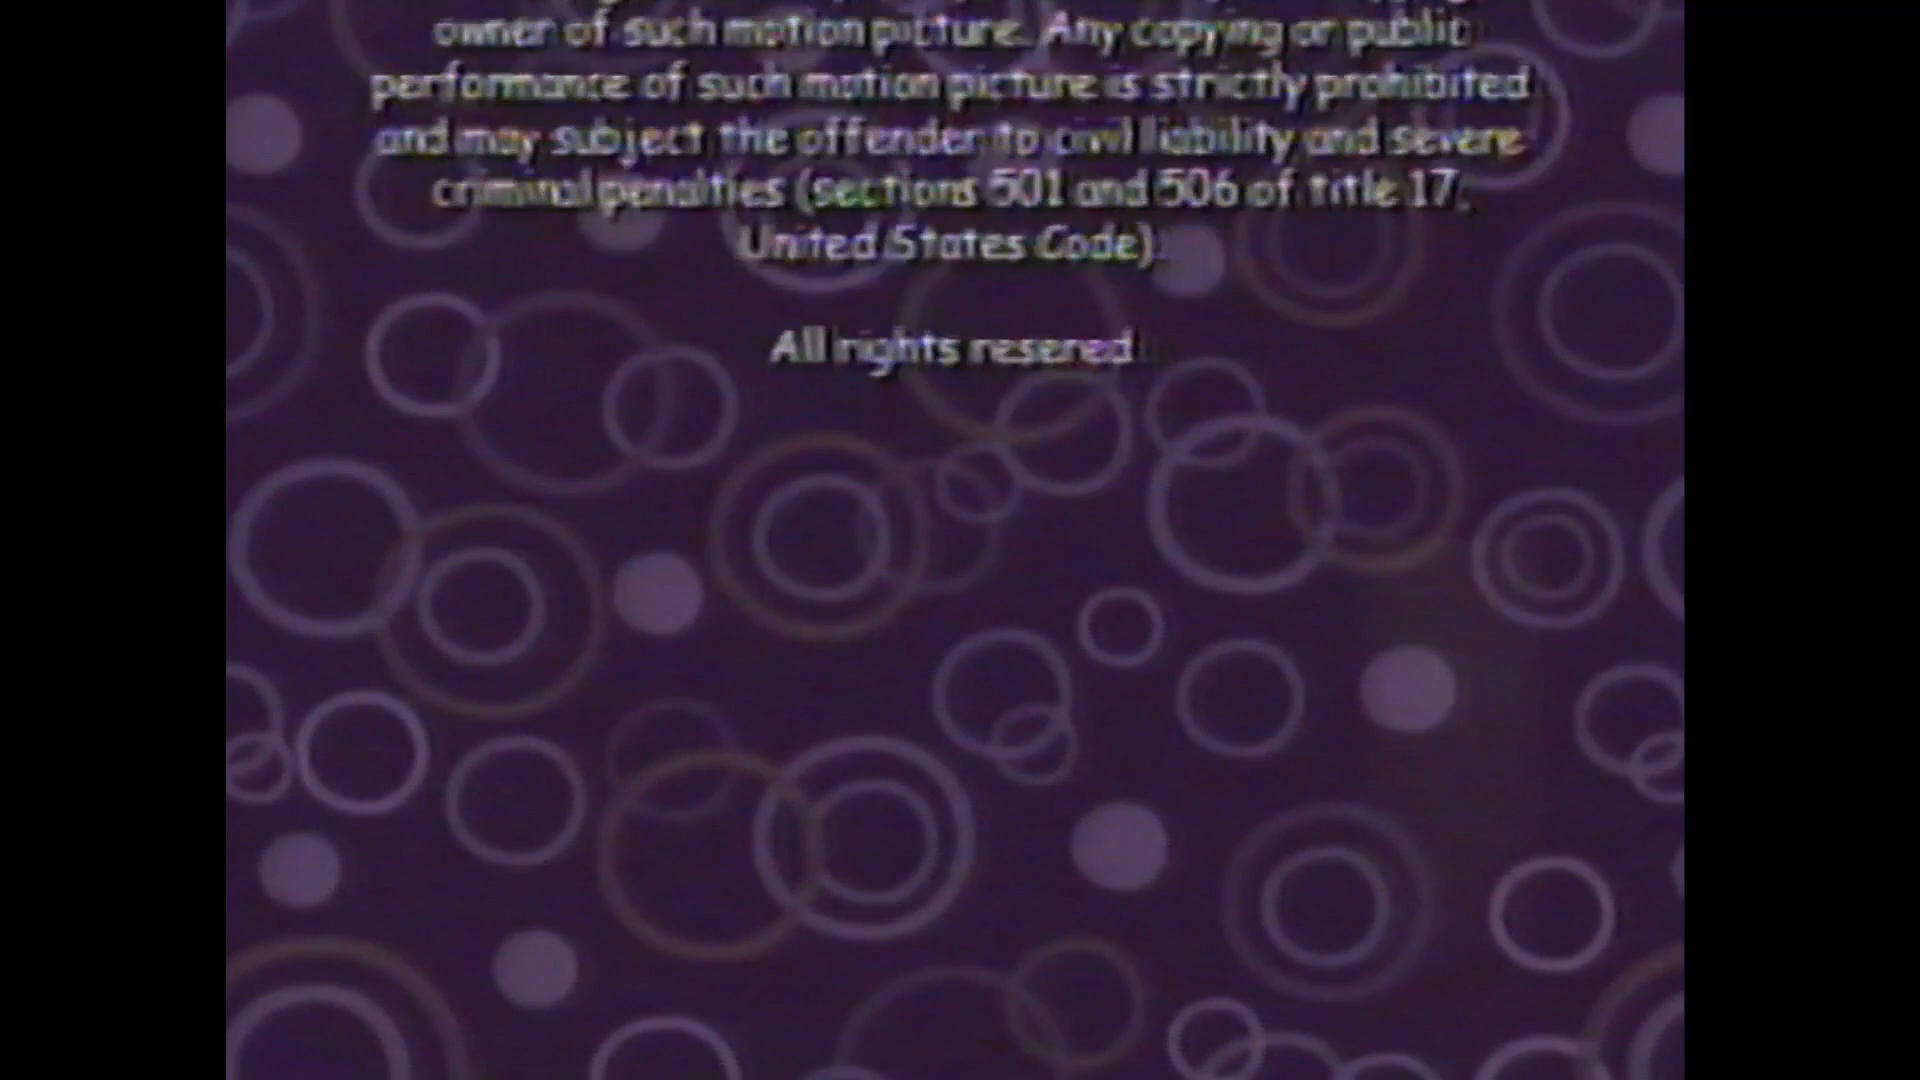 owner of such motion picture. Any copying or public
performance of such motion picture is strictly prohibited
and may subject the offender to civil liability and severe
criminal penalties (sections 501 and 506 of title 17,
United States Code).
All rights resered